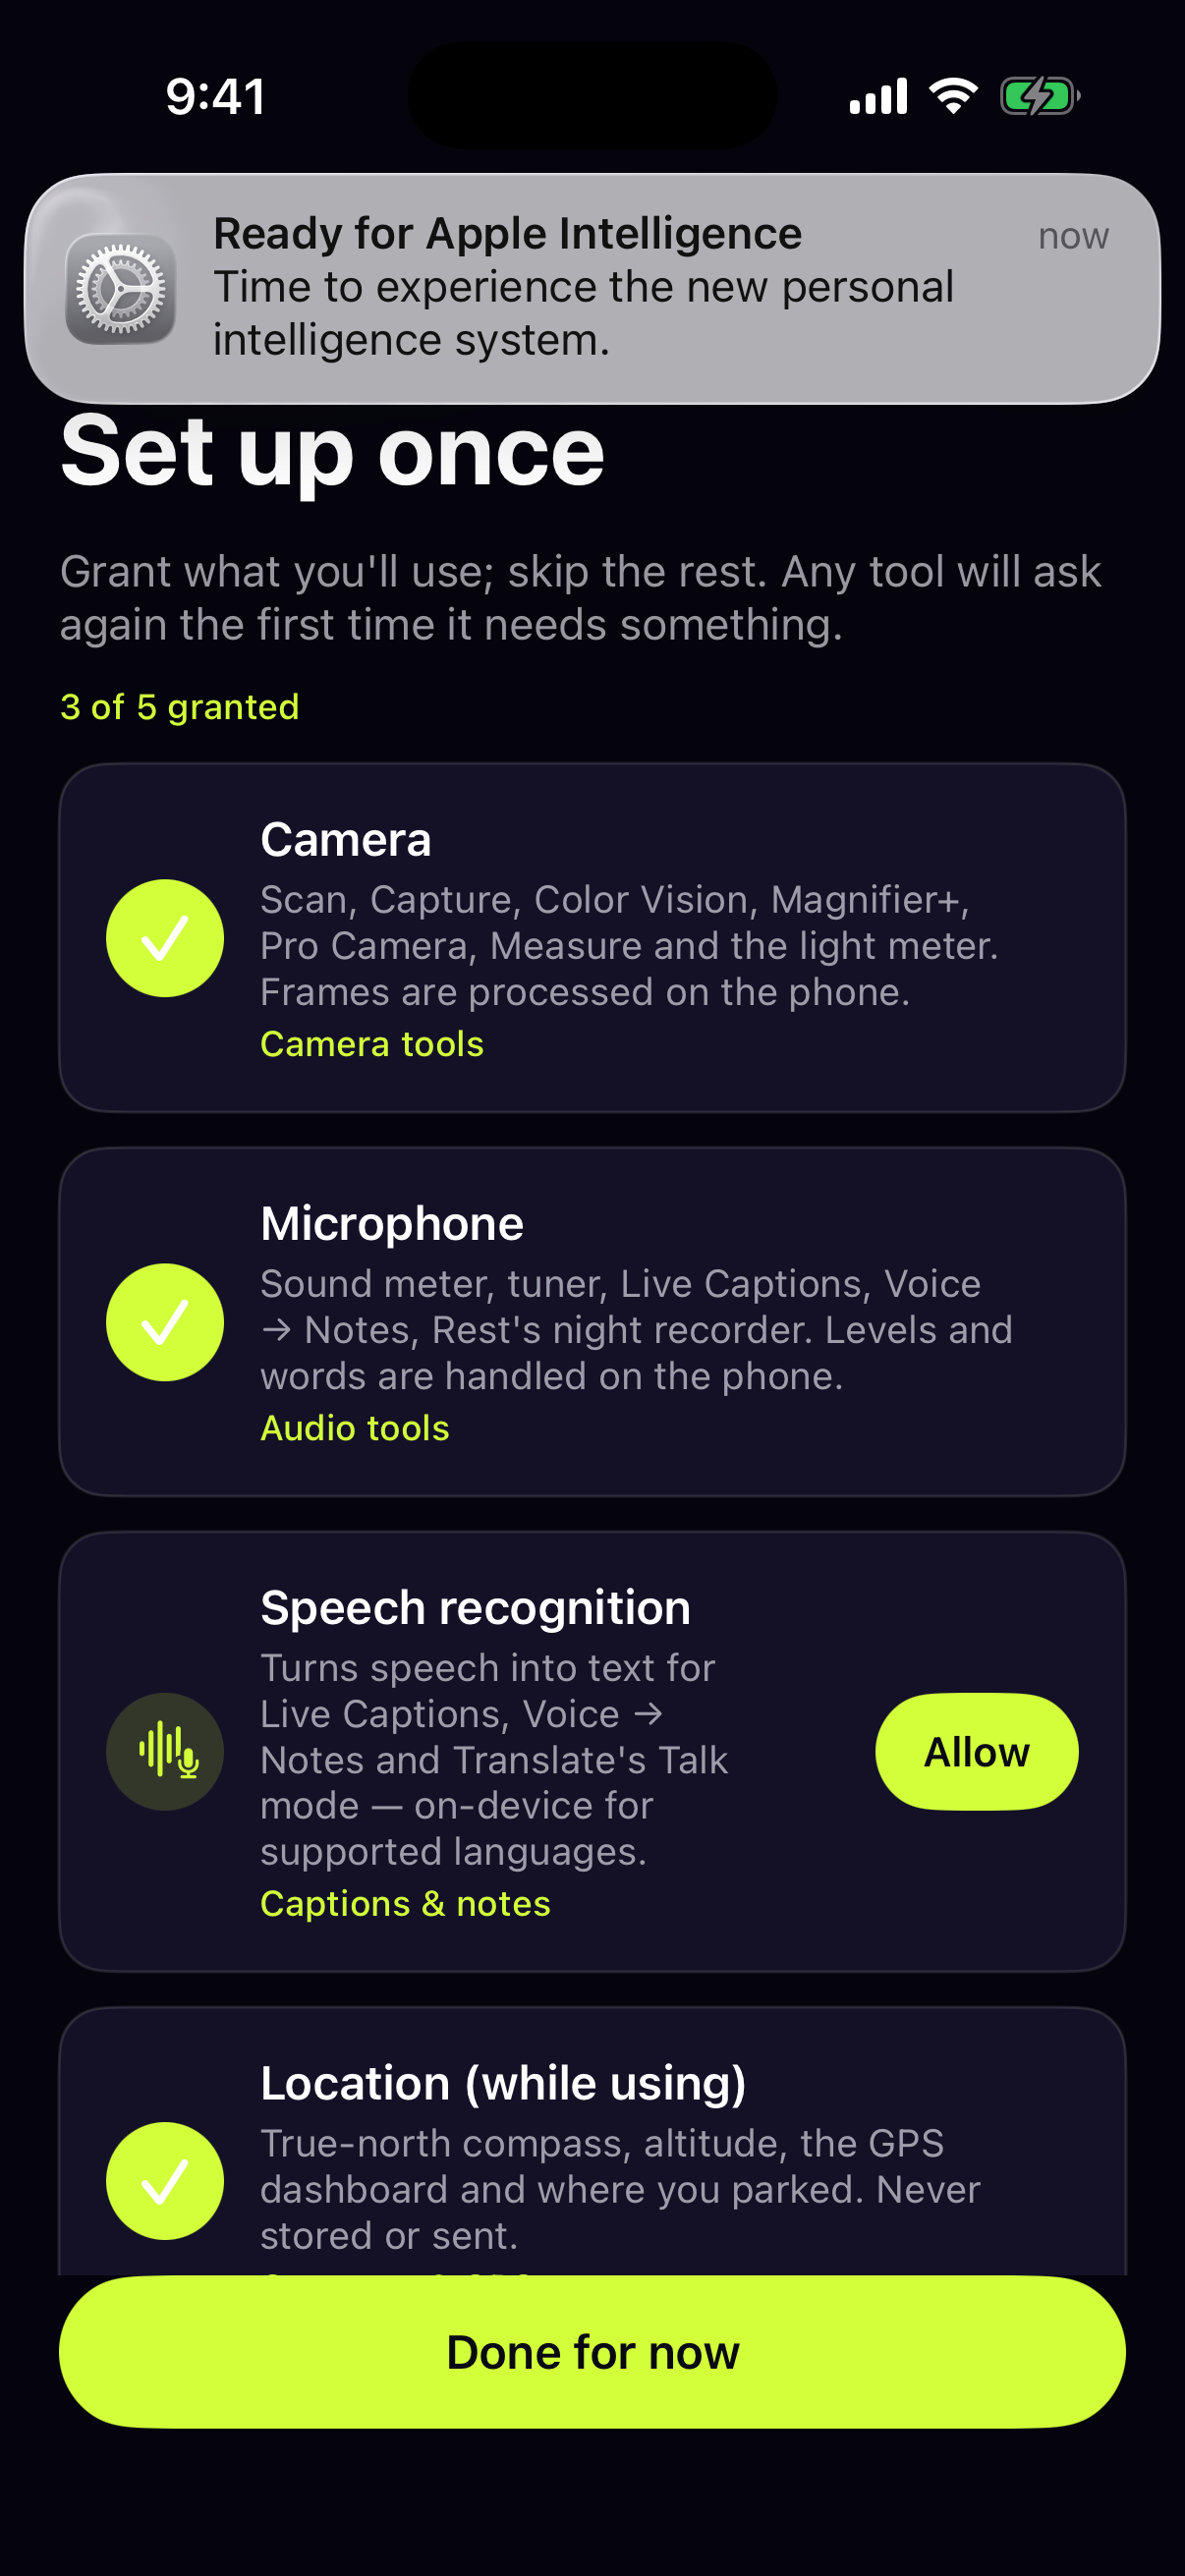 9:41
Ready for Apple Intelligence
now
Time to experience the new personal
intelligence system.
Set up once
Grant what you'll use; skip the rest. Any tool will ask
again the first time it needs something.
3 of 5 granted
Camera
Scan, Capture, Color Vision, Magnifier+,
Pro Camera, Measure and the light meter.
Frames are processed on the phone.
Camera tools
Microphone
Sound meter, tuner, Live Captions, Voice
→ Notes, Rest's night recorder. Levels and
words are handled on the phone.
Audio tools
Speech recognition
Turns speech into text for
Live Captions, Voice →
Notes and Translate's Talk
mode — on-device for
supported languages.
Captions & notes
Allow
Location (while using)
True-north compass, altitude, the GPS
dashboard and where you parked. Never
stored or sent.
Done for now